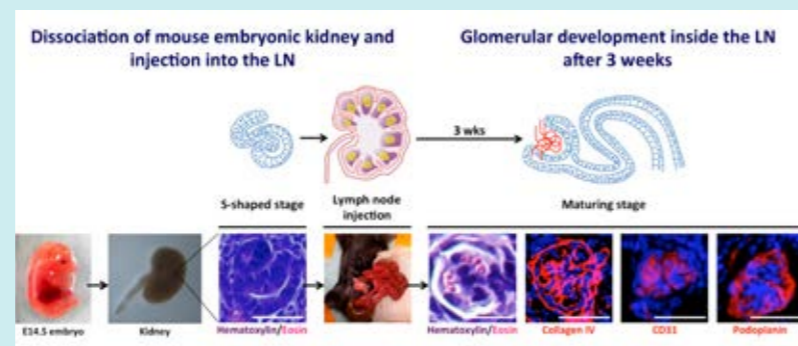 Dissociation of mouse embryonic kidney and
injection into the LN
Glomerular development inside the LN
after 3 weeks
3 wks
S-shaped stage
Lymph node
injection
Maturing stage
E14.5 embryo
Kidney
Hematoxylin/Eosin
Hematoxylin/Eosin
Collagen IV
CD31
Podoplanin